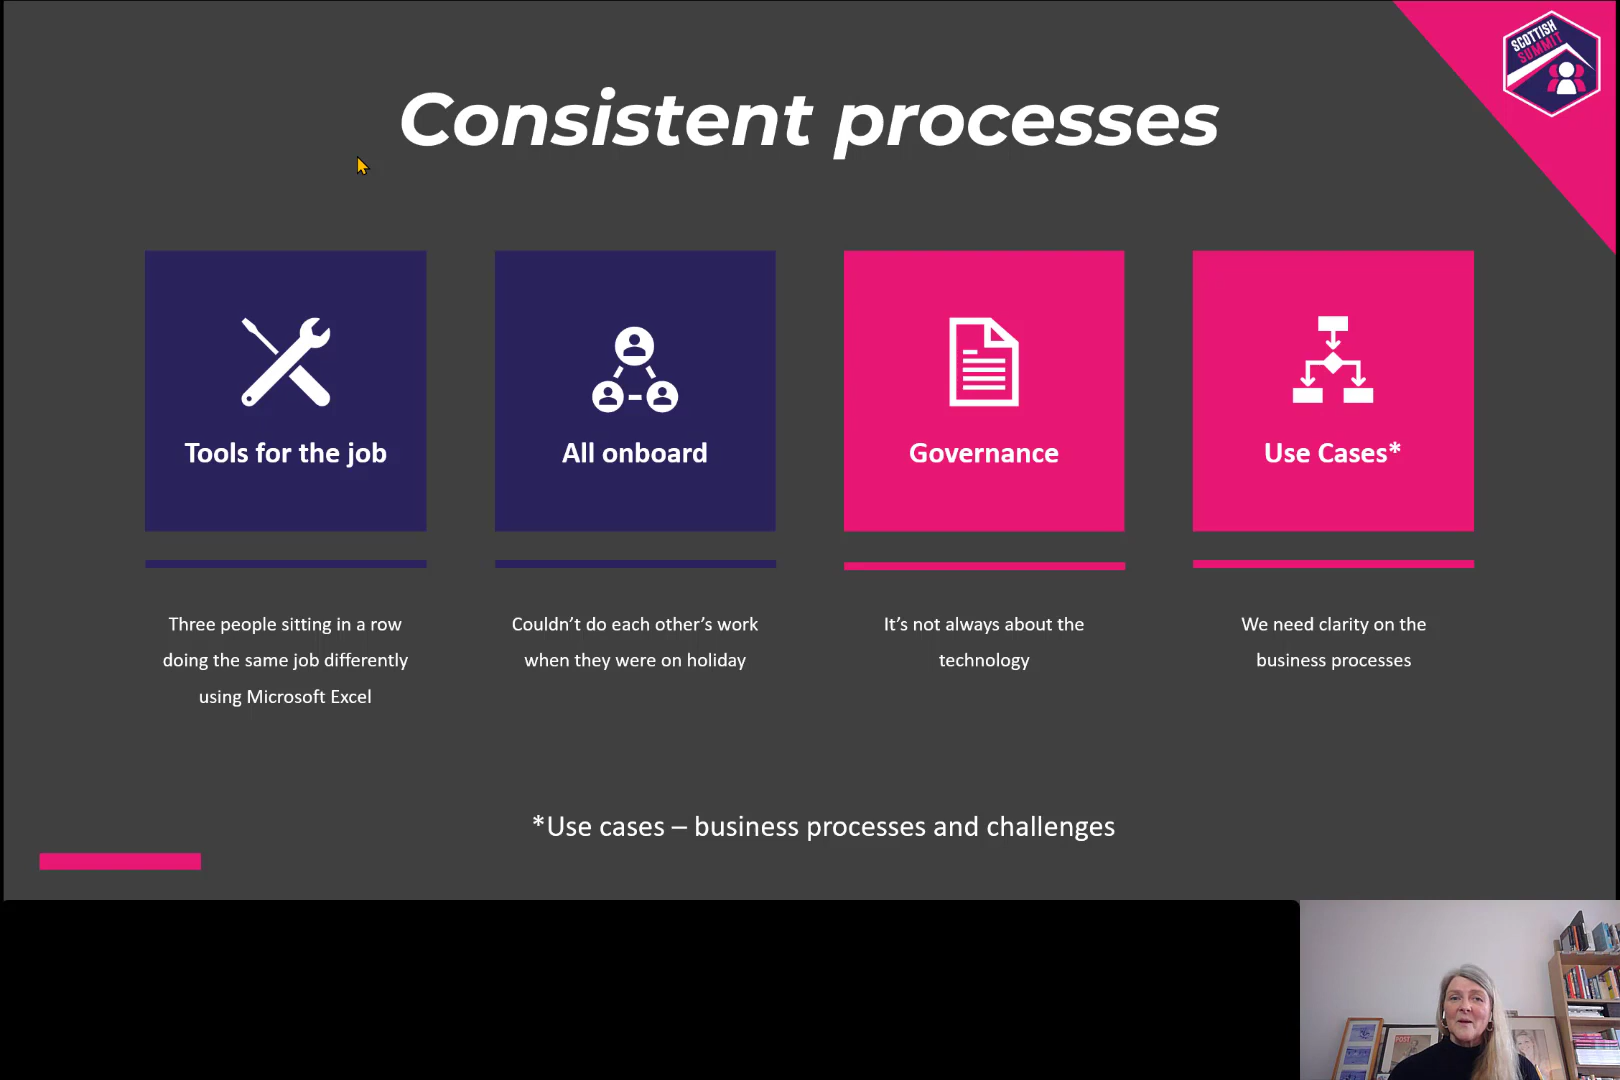 SCOTTISH
SUMMIT
Consistent processes
Tools for the job
All onboard
Governance
Use Cases*
Three people sitting in a row
doing the same job differently
using Microsoft Excel
Couldn’t do each other’s work
when they were on holiday
It’s not always about the
technology
We need clarity on the
business processes
*Use cases – business processes and challenges